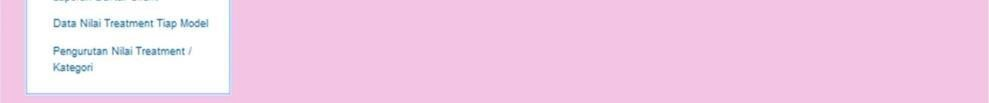 Data Nilai Treatment Tiap Model
Pengurutan Nilai Treatment /
Kategori